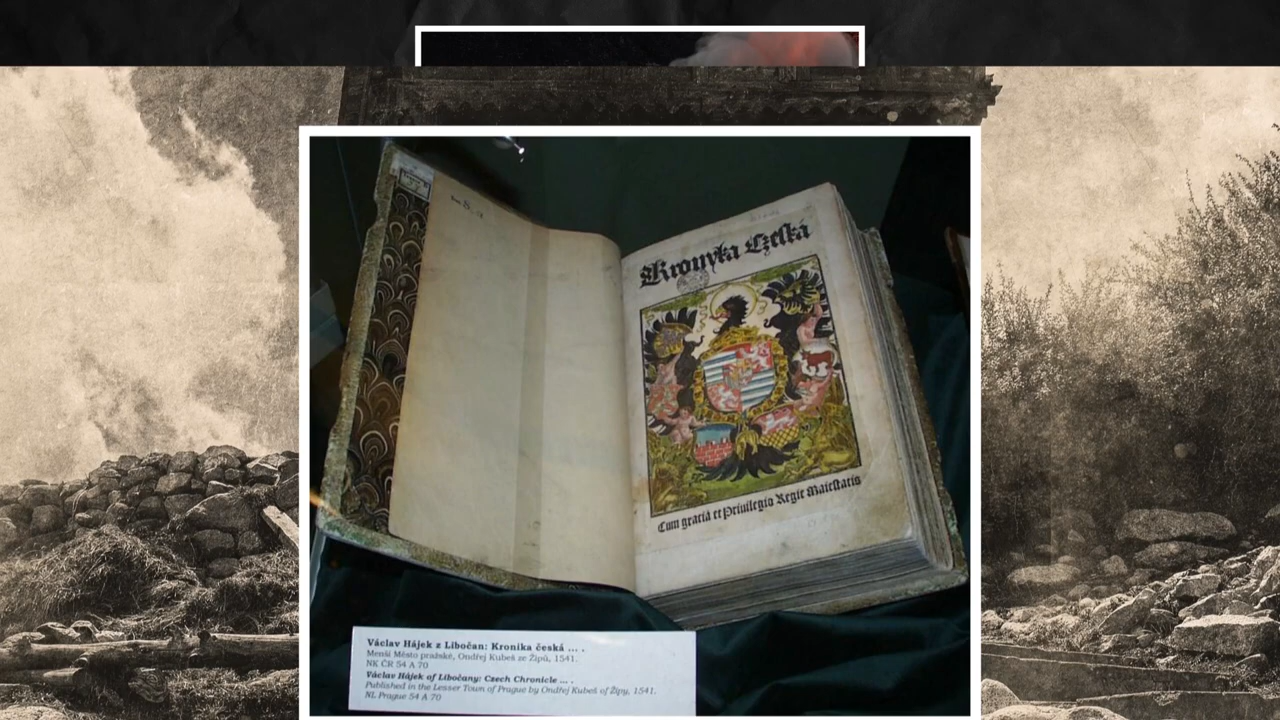 Kronyka Czeská
Cum gratia et Priuilegio Regie Maiestatis
Václav Hájek z Libočan: Kronika česká ... .
Menší Město pražské, Ondřej Kubeš ze Žipů, 1541.
NK ČR 54 A 70
Václav Hájek of Libočany: Czech Chronicle ... .
Published in the Lesser Town of Prague by Ondřej Kubeš of Žipy, 1541.
NL Prague 54 A 70